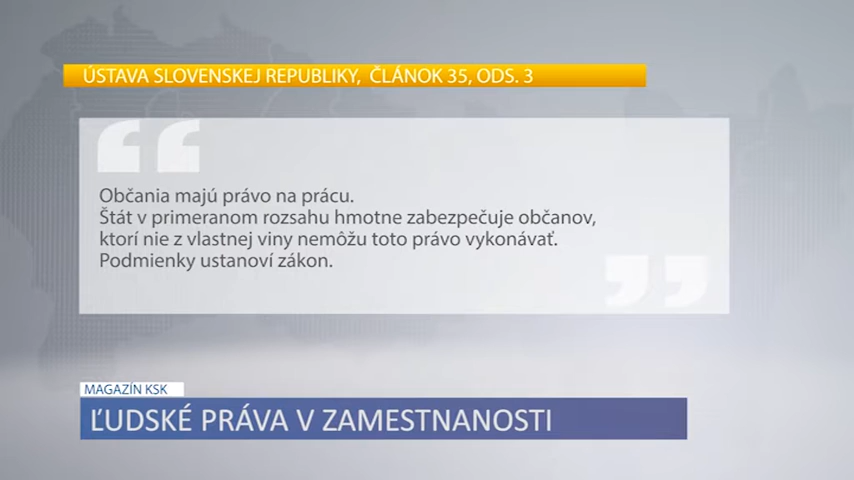 ÚSTAVA SLOVENSKEJ REPUBLIKY, ČLÁNOK 35, ODS. 3
Občania majú právo na prácu.
Štát v primeranom rozsahu hmotne zabezpečuje občanov,
ktorí nie z vlastnej viny nemôžu toto právo vykonávať.
Podmienky ustanoví zákon.
MAGAZÍN KSK
ĽUDSKÉ PRÁVA V ZAMESTNANOSTI